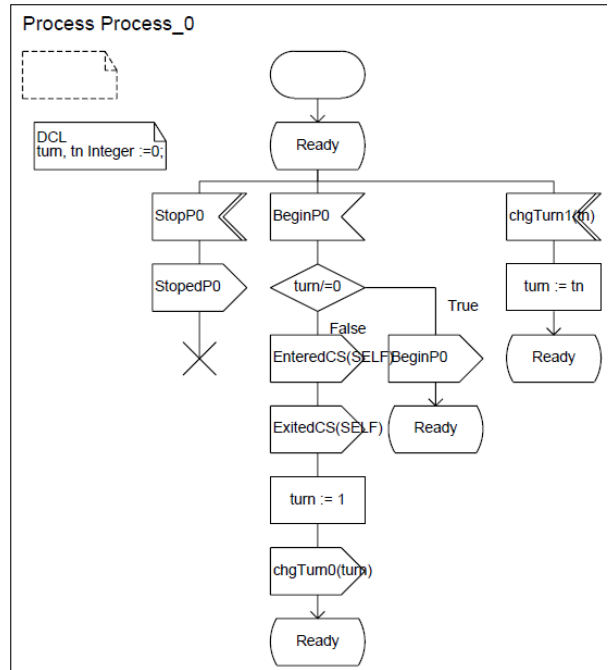 Process Process_0
DCL
turn, tn Integer :=0;
Ready
StopP0
BeginP0
chgTurn1(tn)
StopedP0
turn/=0
turn := tn
True
False
EnteredCS(SELF)
BeginP0
Ready
ExitedCS(SELF)
Ready
turn := 1
chgTurn0(turn)
Ready